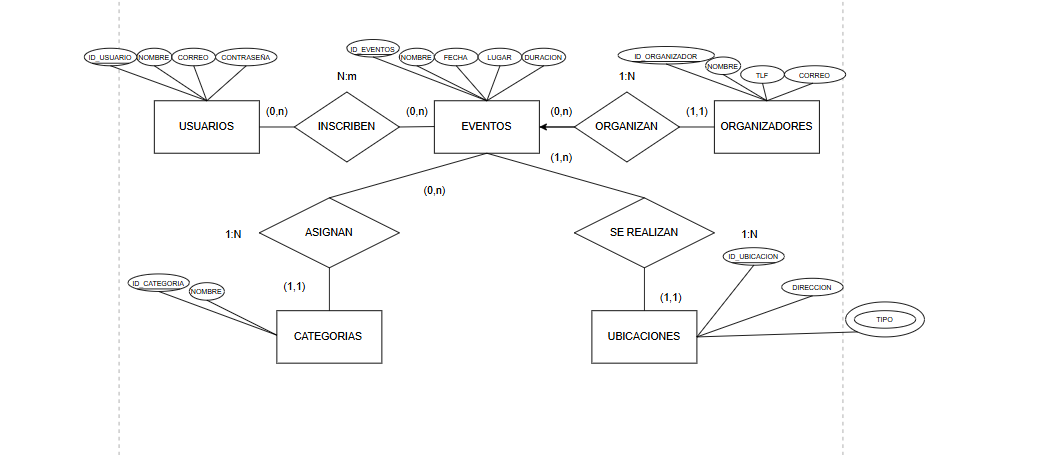 ID_EVENTOS
ID_USUARIO NOMBRE CORREO CONTRASEÑA
NOMBRE FECHA LUGAR DURACION
ID_ORGANIZADOR
NOMBRE
TLF CORREO
N:m
1:N
(0,n) (0,n) (0,n) (1,1)
USUARIOS INSCRIBEN EVENTOS ORGANIZAN ORGANIZADORES
(1,n)
(0,n)
1:N ASIGNAN SE REALIZAN 1:N
ID_UBICACION
ID_CATEGORIA
NOMBRE
(1,1)
DIRECCION
(1,1)
TIPO
CATEGORIAS UBICACIONES